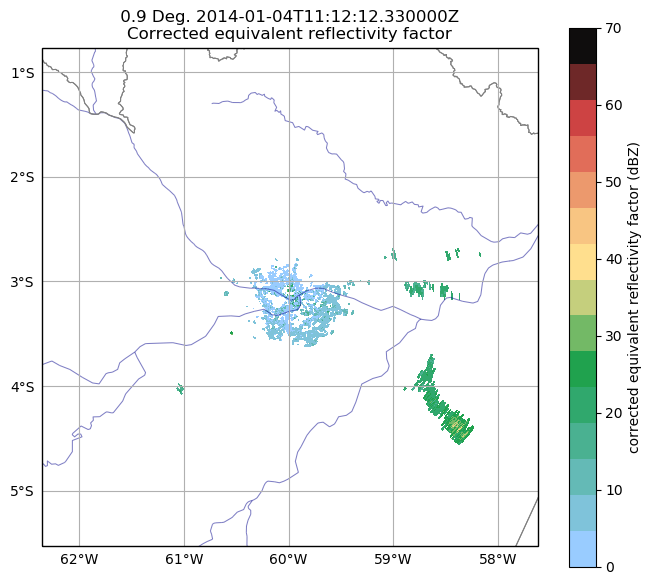 0.9 Deg. 2014-01-04T11:12:12.330000Z
Corrected equivalent reflectivity factor
1°S
2°S
3°S
4°S
5°S
62°W
61°W
60°W
59°W
58°W
70
60
50
40
30
20
10
0
corrected equivalent reflectivity factor (dBZ)